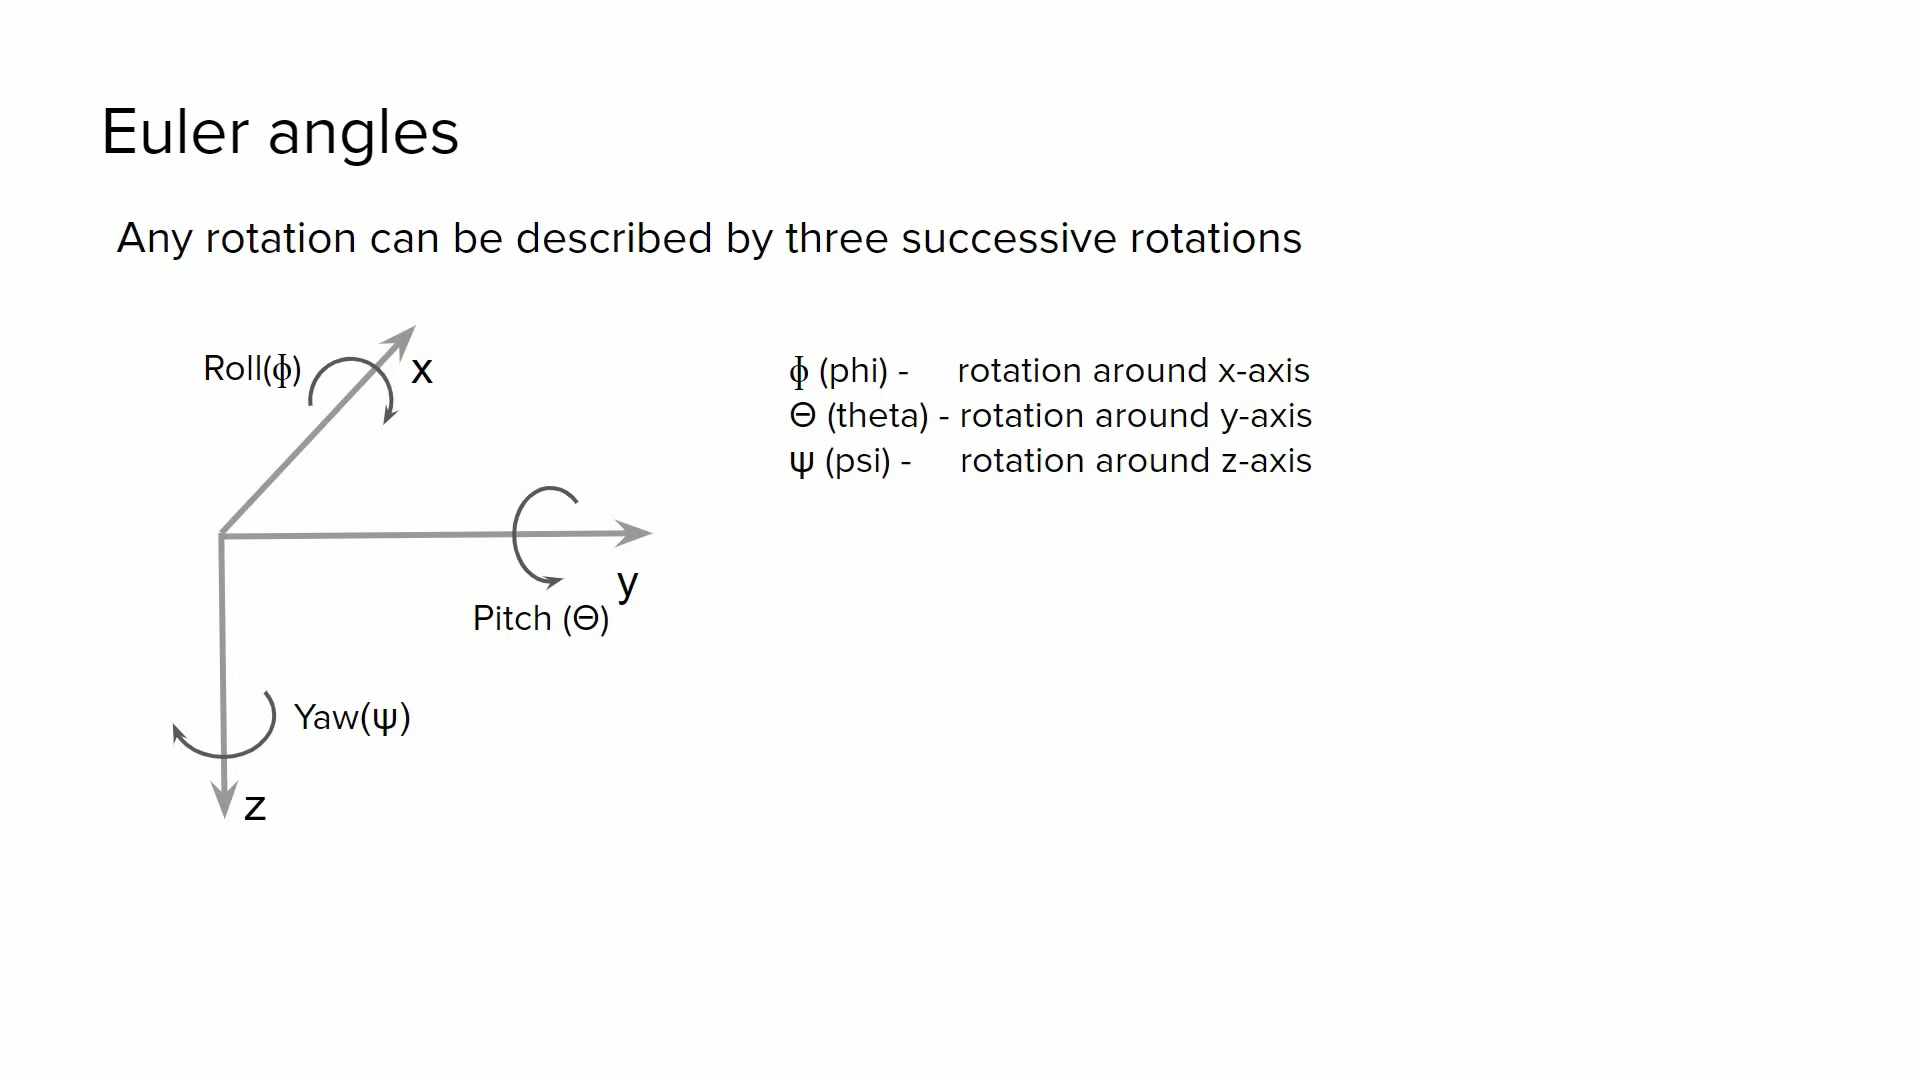 Euler angles
Any rotation can be described by three successive rotations
Roll(ϕ)
x
y
Pitch (Θ)
Yaw(ψ)
z
ϕ (phi) - rotation around x-axis
Θ (theta) - rotation around y-axis
ψ (psi) - rotation around z-axis